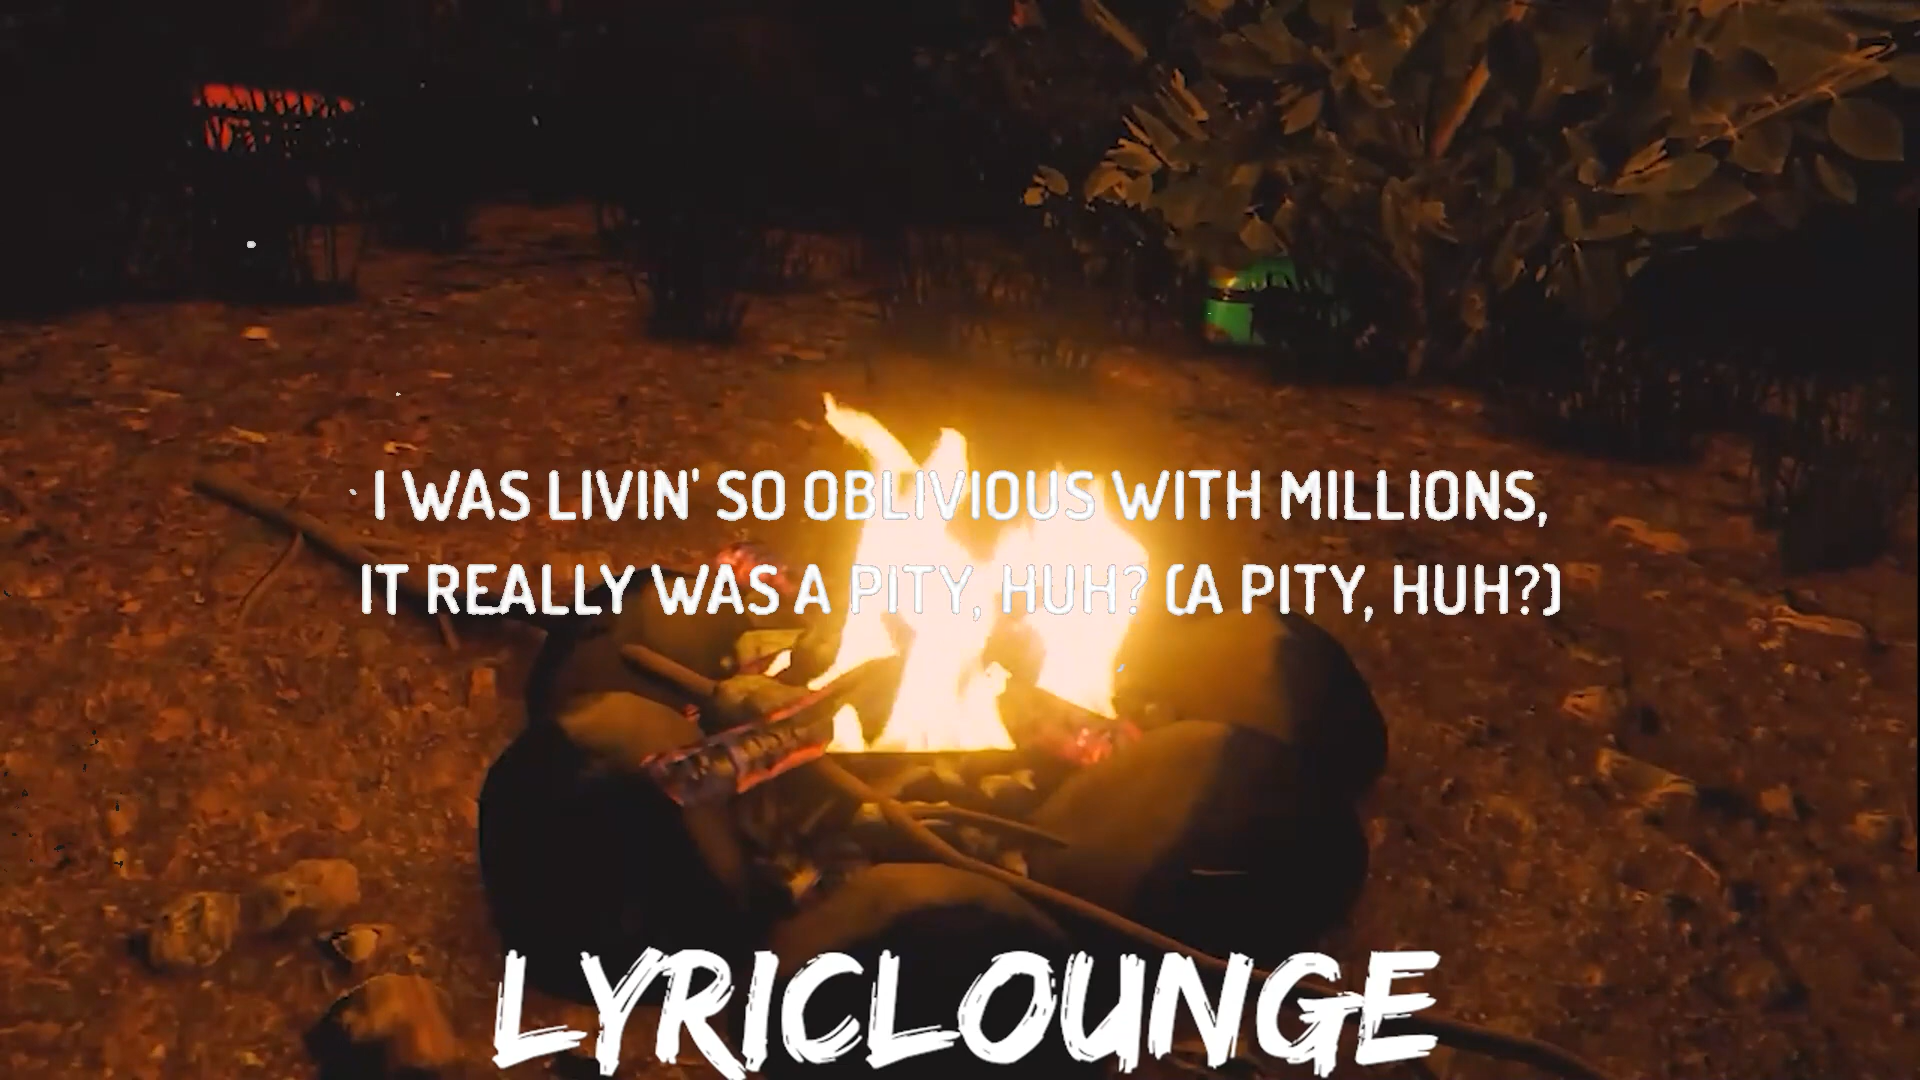 I WAS LIVIN' SO OBLIVIOUS WITH MILLIONS,
IT REALLY WAS A PITY, HUH? (A PITY, HUH?)
LYRICLOUNGE